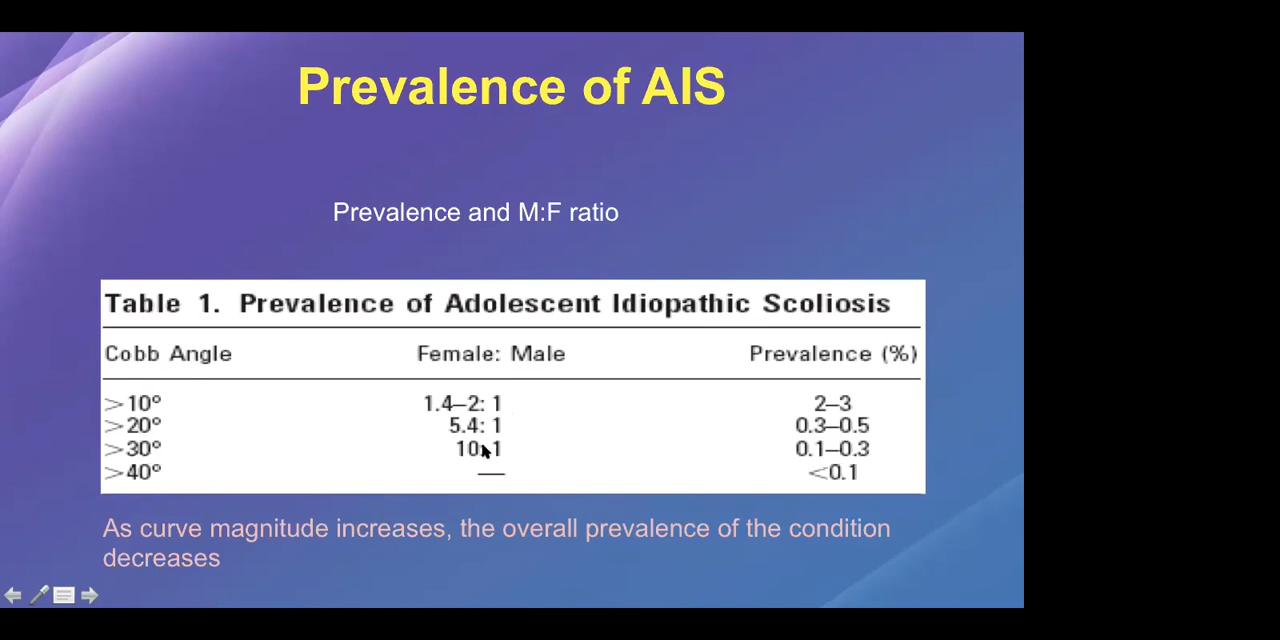 Prevalence of AIS
Prevalence and M:F ratio
Table 1. Prevalence of Adolescent Idiopathic Scoliosis
Cobb Angle Female: Male Prevalence (%)
>10° 1.4–2: 1 2–3
>20° 5.4: 1 0.3–0.5
>30° 10: 1 0.1–0.3
>40° — <0.1
As curve magnitude increases, the overall prevalence of the condition
decreases